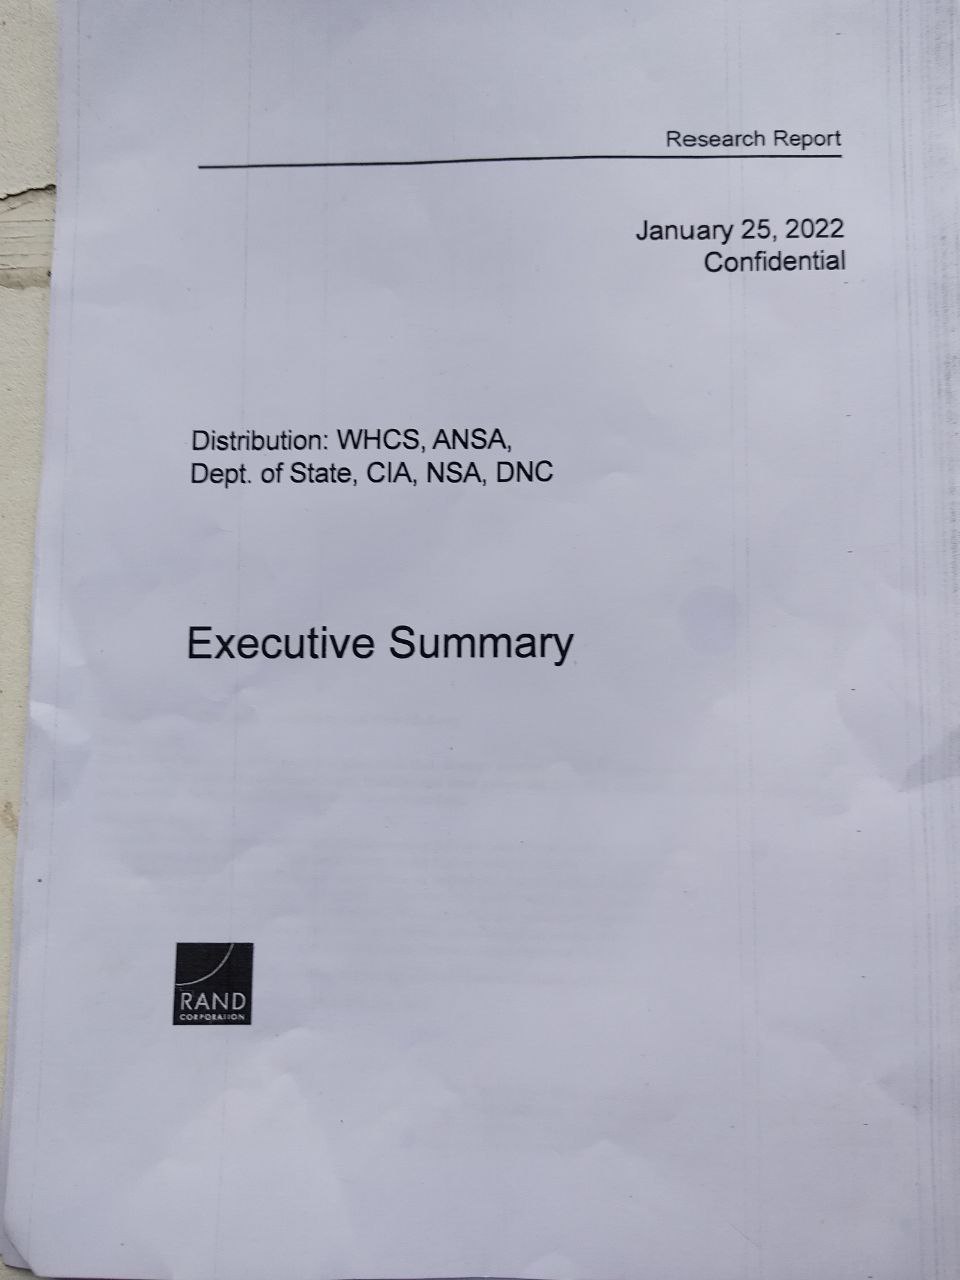 Research Report
January 25, 2022
Confidential
Distribution: WHCS, ANSA,
Dept. of State, CIA, NSA, DNC
Executive Summary
RAND
CORPORATION